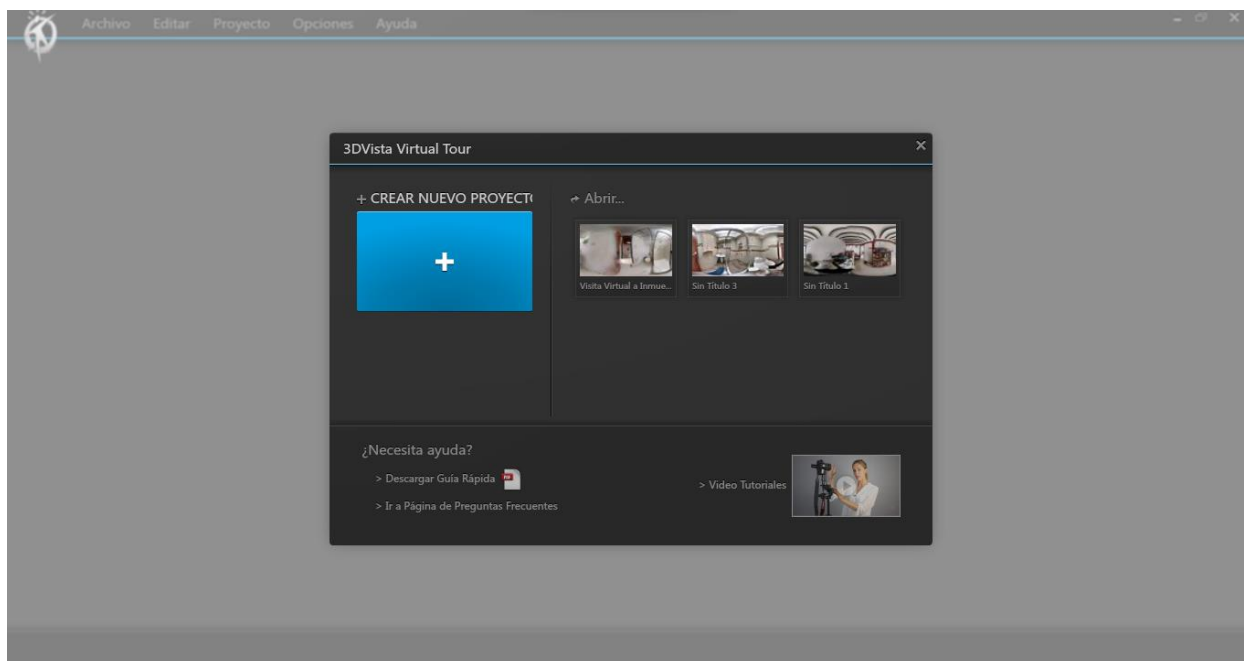 Archivo Editar Proyecto Opciones Ayuda
3DVista Virtual Tour
+ CREAR NUEVO PROYECT
Abrir...
Visita Virtual a Inmue...
Sin Título 3
Sin Título 1
¿Necesita ayuda?
> Descargar Guía Rápida
PDF
> Ir a Página de Preguntas Frecuentes
> Video Tutoriales